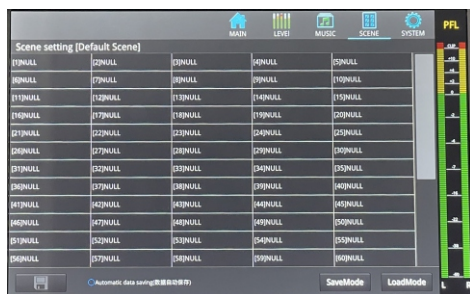 MAIN LEVEL MUSIC SCENE SYSTEM PFL
Scene setting [Default Scene]
[1]NULL [2]NULL [3]NULL [4]NULL [5]NULL
[6]NULL [7]NULL [8]NULL [9]NULL [10]NULL
[11]NULL [12]NULL [13]NULL [14]NULL [15]NULL
[16]NULL [17]NULL [18]NULL [19]NULL [20]NULL
[21]NULL [22]NULL [23]NULL [24]NULL [25]NULL
[26]NULL [27]NULL [28]NULL [29]NULL [30]NULL
[31]NULL [32]NULL [33]NULL [34]NULL [35]NULL
[36]NULL [37]NULL [38]NULL [39]NULL [40]NULL
[41]NULL [42]NULL [43]NULL [44]NULL [45]NULL
[46]NULL [47]NULL [48]NULL [49]NULL [50]NULL
[51]NULL [52]NULL [53]NULL [54]NULL [55]NULL
[56]NULL [57]NULL [58]NULL [59]NULL [60]NULL
Automatic data saving(数据自动保存) SaveMode LoadMode L